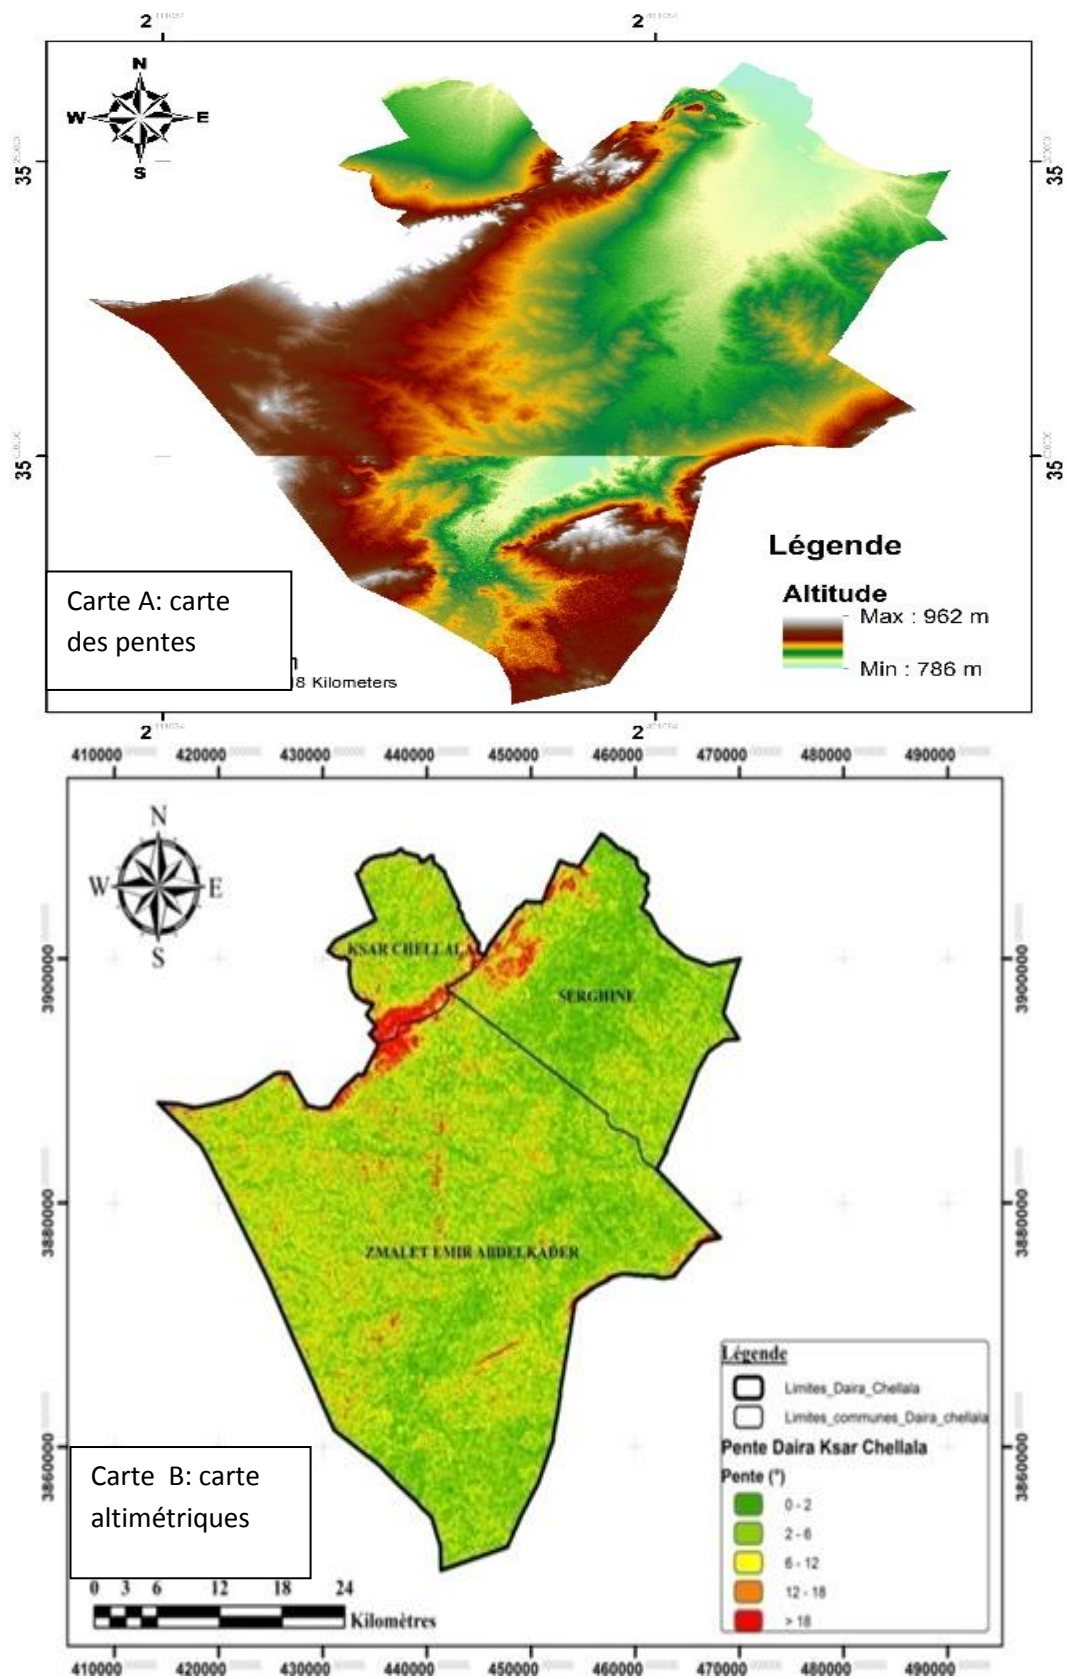 2
2
N
W E
S
35
35
35
35
Légende
Altitude
Max : 962 m
Min : 786 m
Carte A: carte
des pentes
18 Kilometers
2
2
410000 420000 430000 440000 450000 460000 470000 480000 490000
N
W E
S
3900000
3900000
KSAR CHELLALA
SERGHINE
3880000
3880000
ZMALET EMIR ABDELKADER
Légende
Limites_Daira_Chellala
Limites_communes_Daira_chellala
Pente Daira Ksar Chellala
Pente (°)
0 - 2
2 - 6
6 - 12
12 - 18
> 18
3860000
3860000
Carte B: carte
altimétriques
0 3 6 12 18 24
Kilomètres
410000 420000 430000 440000 450000 460000 470000 480000 490000